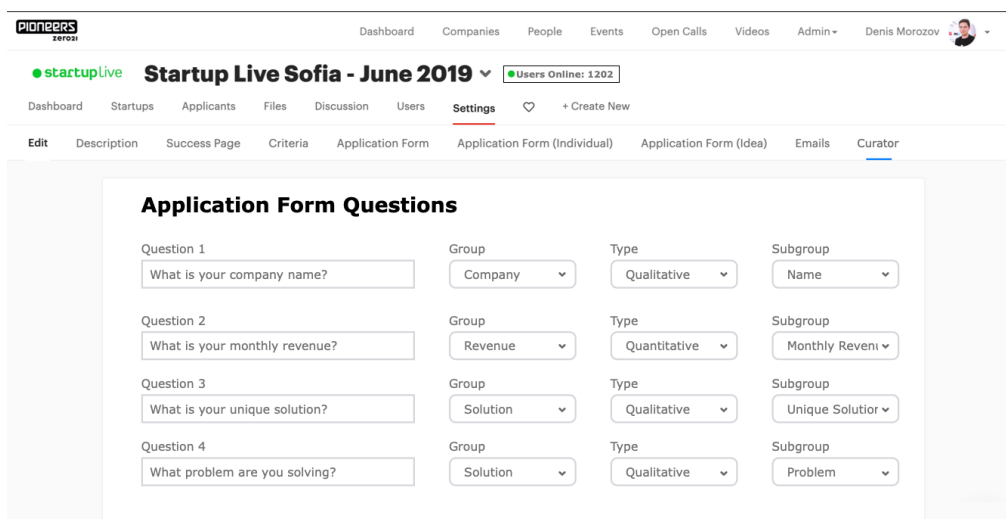 PIONEERS
zero21
Dashboard Companies People Events Open Calls Videos Admin Denis Morozov
startuplive Startup Live Sofia - June 2019 Users Online: 1202
Dashboard Startups Applicants Files Discussion Users Settings + Create New
Edit Description Success Page Criteria Application Form Application Form (Individual) Application Form (Idea) Emails Curator
Application Form Questions
Question 1 Group Type Subgroup
What is your company name? Company Qualitative Name
Question 2 Group Type Subgroup
What is your monthly revenue? Revenue Quantitative Monthly Revenu
Question 3 Group Type Subgroup
What is your unique solution? Solution Qualitative Unique Solution
Question 4 Group Type Subgroup
What problem are you solving? Solution Qualitative Problem